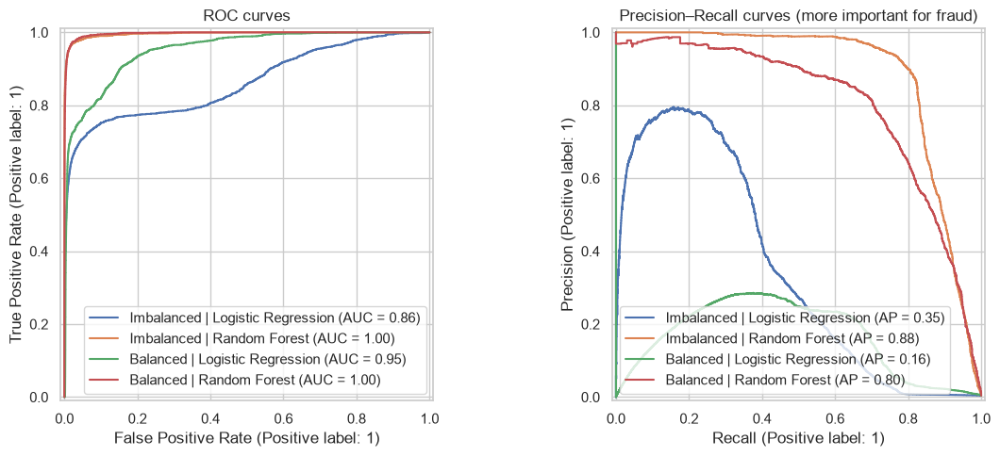 ROC curves
True Positive Rate (Positive label: 1)
1.0
0.8
0.6
0.4
0.2
0.0
Imbalanced | Logistic Regression (AUC = 0.86)
Imbalanced | Random Forest (AUC = 1.00)
Balanced | Logistic Regression (AUC = 0.95)
Balanced | Random Forest (AUC = 1.00)
0.0 0.2 0.4 0.6 0.8 1.0
False Positive Rate (Positive label: 1)
Precision–Recall curves (more important for fraud)
Precision (Positive label: 1)
1.0
0.8
0.6
0.4
0.2
0.0
Imbalanced | Logistic Regression (AP = 0.35)
Imbalanced | Random Forest (AP = 0.88)
Balanced | Logistic Regression (AP = 0.16)
Balanced | Random Forest (AP = 0.80)
0.0 0.2 0.4 0.6 0.8 1.0
Recall (Positive label: 1)